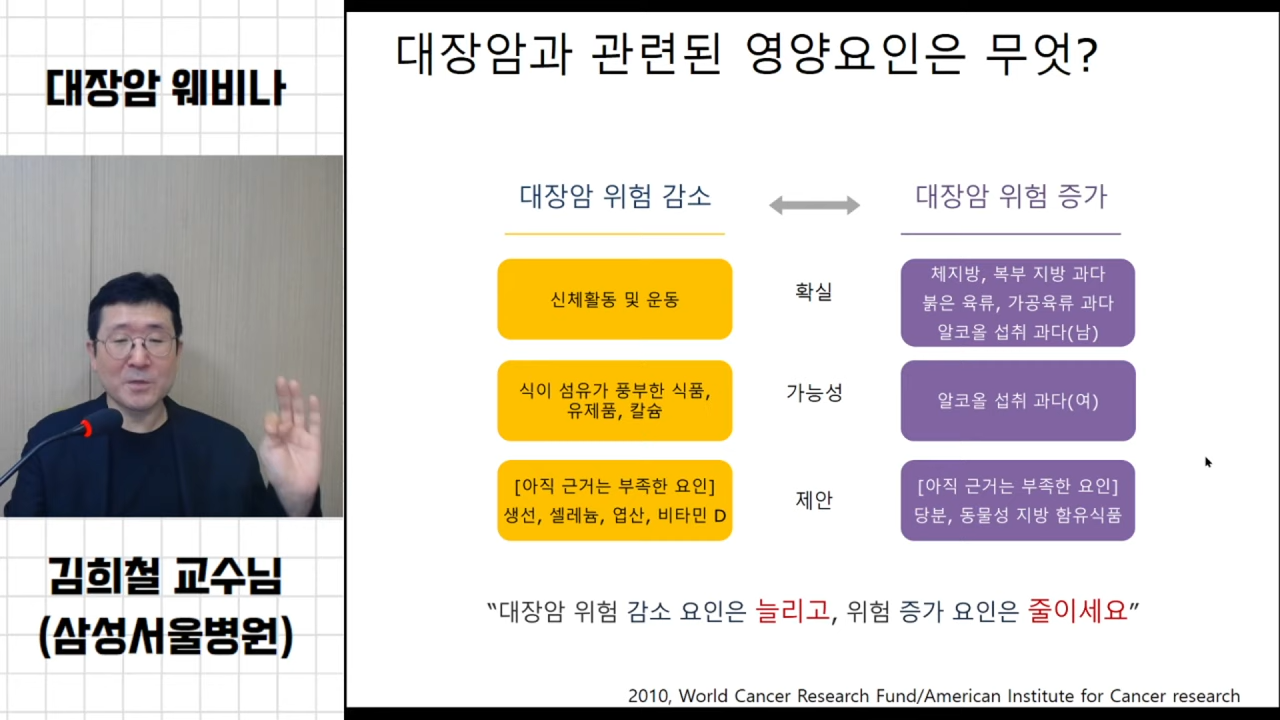 대장암 웨비나
김희철 교수님
(삼성서울병원)
대장암과 관련된 영양요인은 무엇?
대장암 위험 감소
대장암 위험 증가
신체활동 및 운동
확실
체지방, 복부 지방 과다
붉은 육류, 가공육류 과다
알코올 섭취 과다(남)
식이 섬유가 풍부한 식품,
유제품, 칼슘
가능성
알코올 섭취 과다(여)
[아직 근거는 부족한 요인]
생선, 셀레늄, 엽산, 비타민 D
제안
[아직 근거는 부족한 요인]
당분, 동물성 지방 함유식품
“대장암 위험 감소 요인은 늘리고, 위험 증가 요인은 줄이세요”
2010, World Cancer Research Fund/American Institute for Cancer research